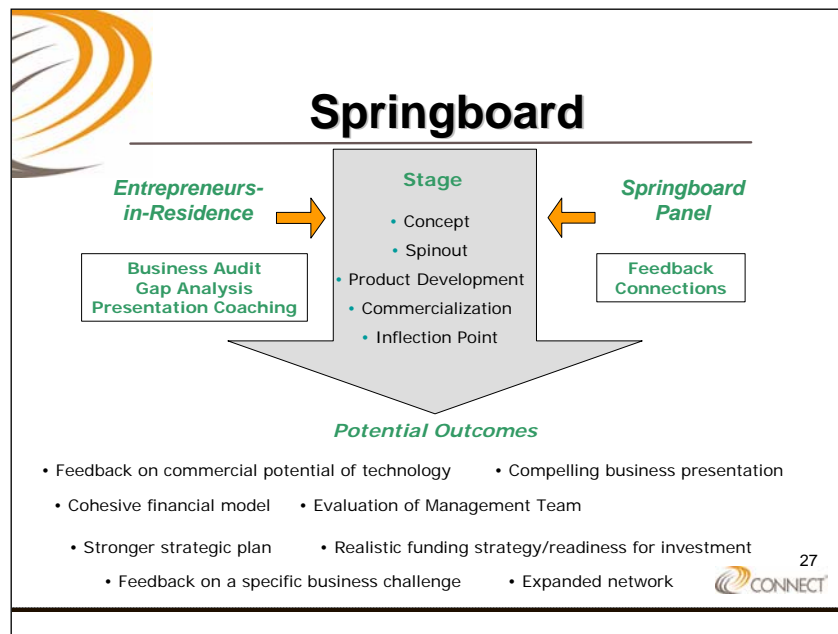 Springboard
Entrepreneurs-
in-Residence
Business Audit
Gap Analysis
Presentation Coaching
Stage
• Concept
• Spinout
• Product Development
• Commercialization
• Inflection Point
Springboard
Panel
Feedback
Connections
Potential Outcomes
• Feedback on commercial potential of technology • Compelling business presentation
• Cohesive financial model • Evaluation of Management Team
• Stronger strategic plan • Realistic funding strategy/readiness for investment
• Feedback on a specific business challenge • Expanded network
27
CONNECT®